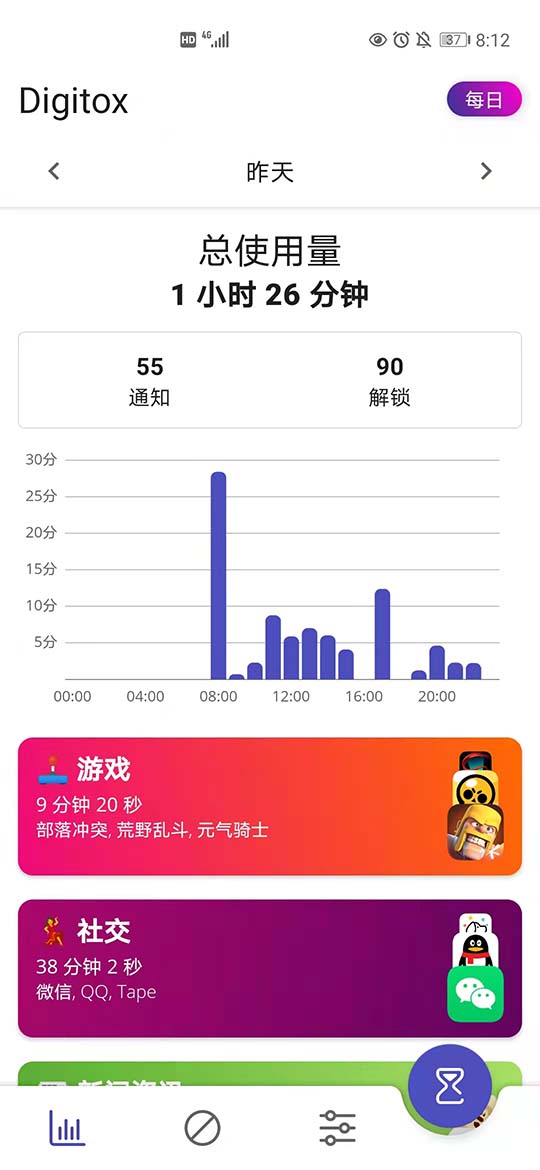 HD 4G 37 8:12
Digitox 每日
昨天
总使用量
1 小时 26 分钟
55 90
通知 解锁
30分
25分
20分
15分
10分
5分
00:00 04:00 08:00 12:00 16:00 20:00
游戏
9 分钟 20 秒
部落冲突, 荒野乱斗, 元气骑士
社交
38 分钟 2 秒
微信, QQ, Tape
新闻资讯